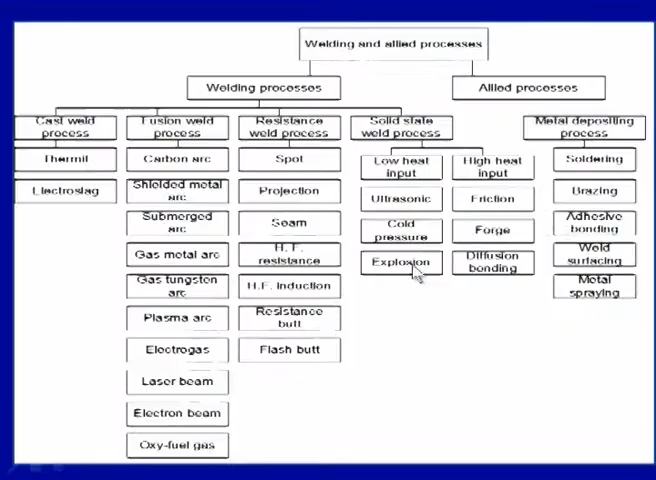 Welding and allied processes
Welding processes
Allied processes
Cast weld
process
Thermit
Electroslag
Fusion weld
process
Carbon arc
Shielded metal
arc
Submerged
arc
Gas metal arc
Gas tungsten
arc
Plasma arc
Electrogas
Laser beam
Electron beam
Oxy-fuel gas
Resistance
weld process
Spot
Projection
Seam
H. F.
resistance
H.F. induction
Resistance
butt
Flash butt
Solid state
weld process
Low heat
input
Ultrasonic
Cold
pressure
Explosion
High heat
input
Friction
Forge
Diffusion
bonding
Metal depositing
process
Soldering
Brazing
Adhesive
bonding
Weld
surfacing
Metal
spraying